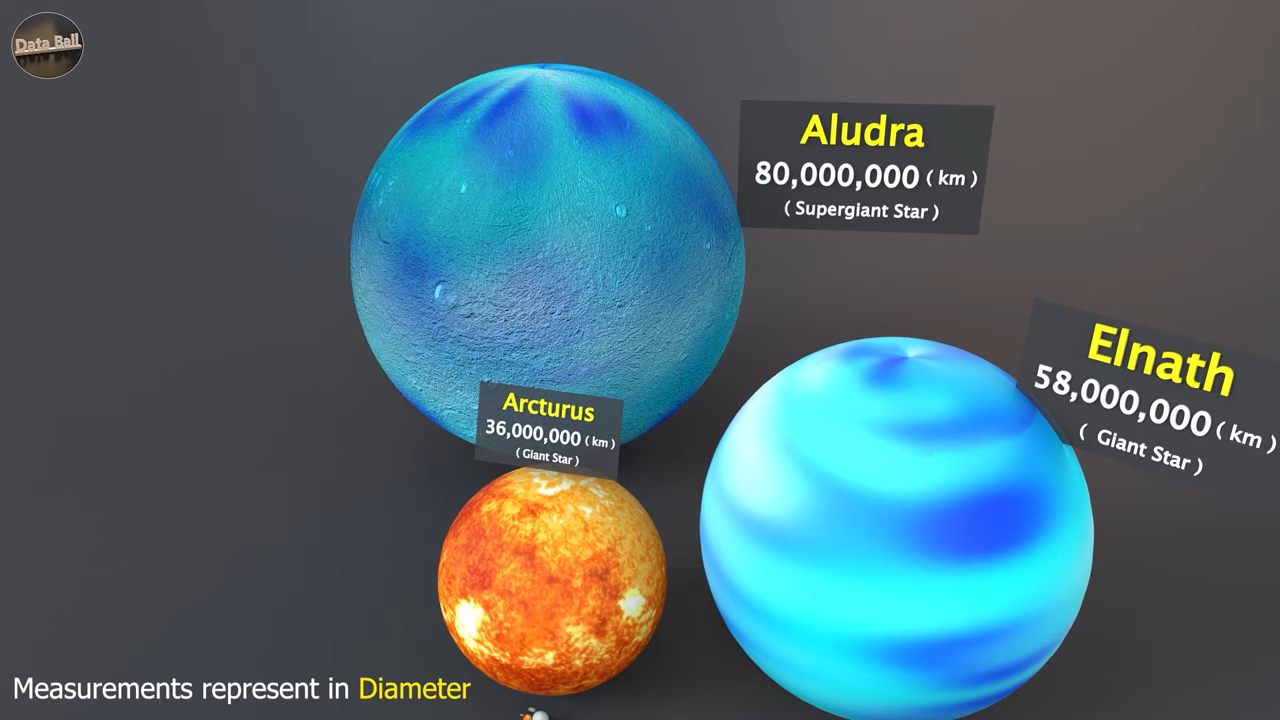 Data Ball
Aludra
80,000,000 ( km )
( Supergiant Star )
Elnath
58,000,000 ( km )
( Giant Star )
Arcturus
36,000,000 ( km )
( Giant Star )
Measurements represent in Diameter